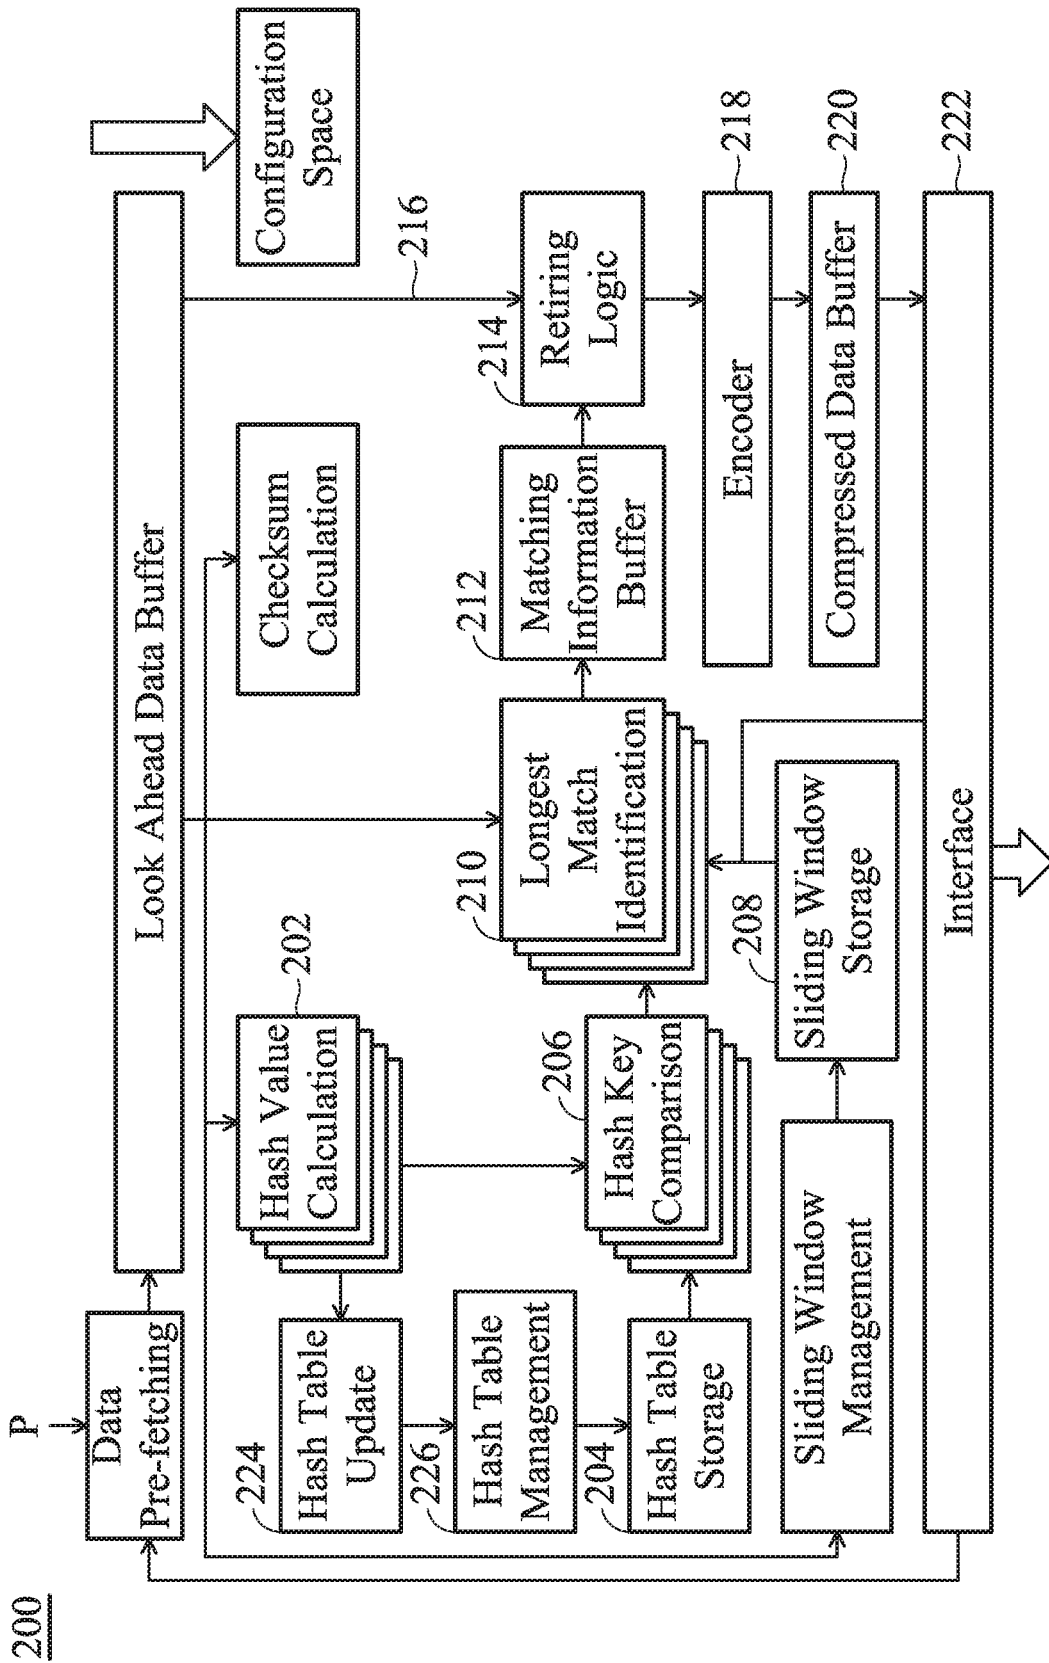 200
P
Data
Pre-fetching
Look Ahead Data Buffer
224
Hash Table
Update
Hash Value
Calculation
202
Checksum
Calculation
Configuration
Space
226
Hash Table
Management
204
Hash Table
Storage
206
Hash Key
Comparison
210
Longest
Match
Identification
212
Matching
Information
Buffer
214
Retiring
Logic
216
Sliding Window
Management
208
Sliding Window
Storage
Encoder
218
Compressed Data Buffer
220
Interface
222